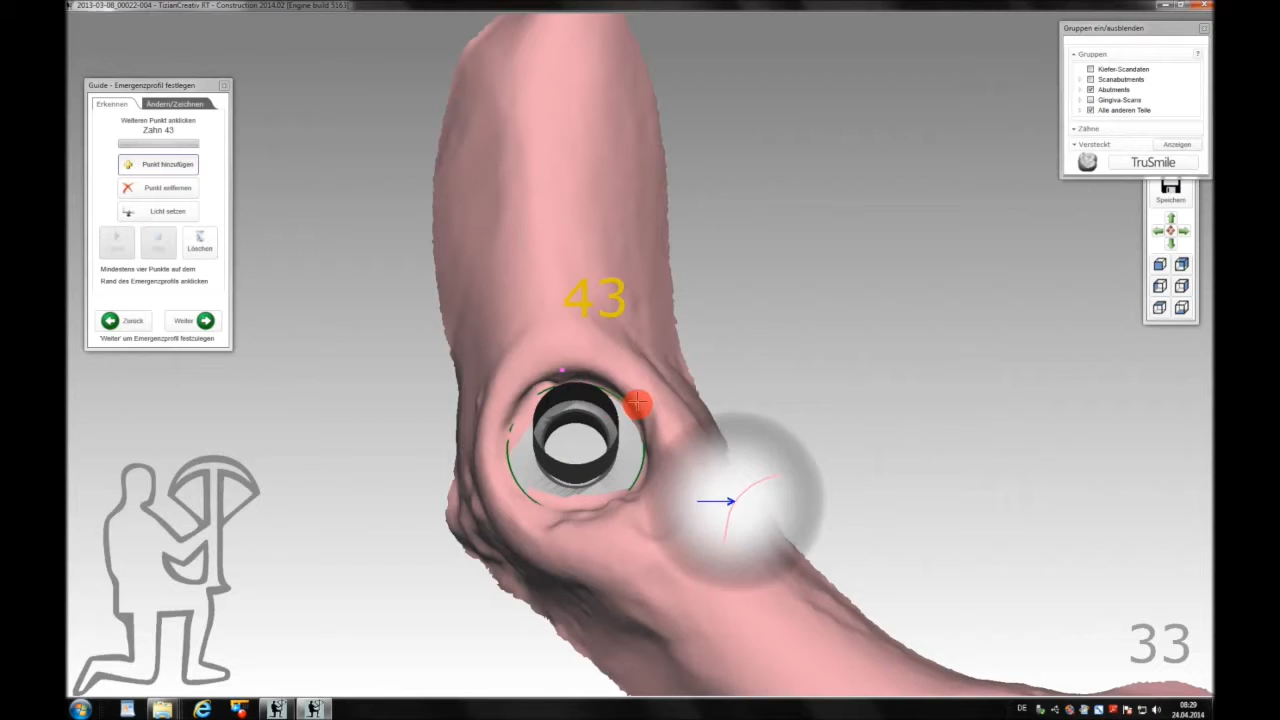 2013-03-08_00022-004 - TizianCreativ RT - Construction 2014.02 [Engine build 5163]
Guide - Emergenzprofil festlegen
Erkennen
Ändern/Zeichnen
Weiteren Punkt anklicken
Zahn 43
Punkt hinzufügen
Punkt entfernen
Licht setzen
Löschen
Mindestens vier Punkte auf dem
Rand des Emergenzprofils anklicken
Zurück
Weiter
'Weiter' um Emergenzprofil festzulegen
43
Gruppen ein/ausblenden
Gruppen
?
Kiefer-Scandaten
Scanabutments
Abutments
Gingiva-Scans
Alle anderen Teile
Zähne
Versteckt
Anzeigen
TruSmile
Speichern
33
DE
08:29
24.04.2014